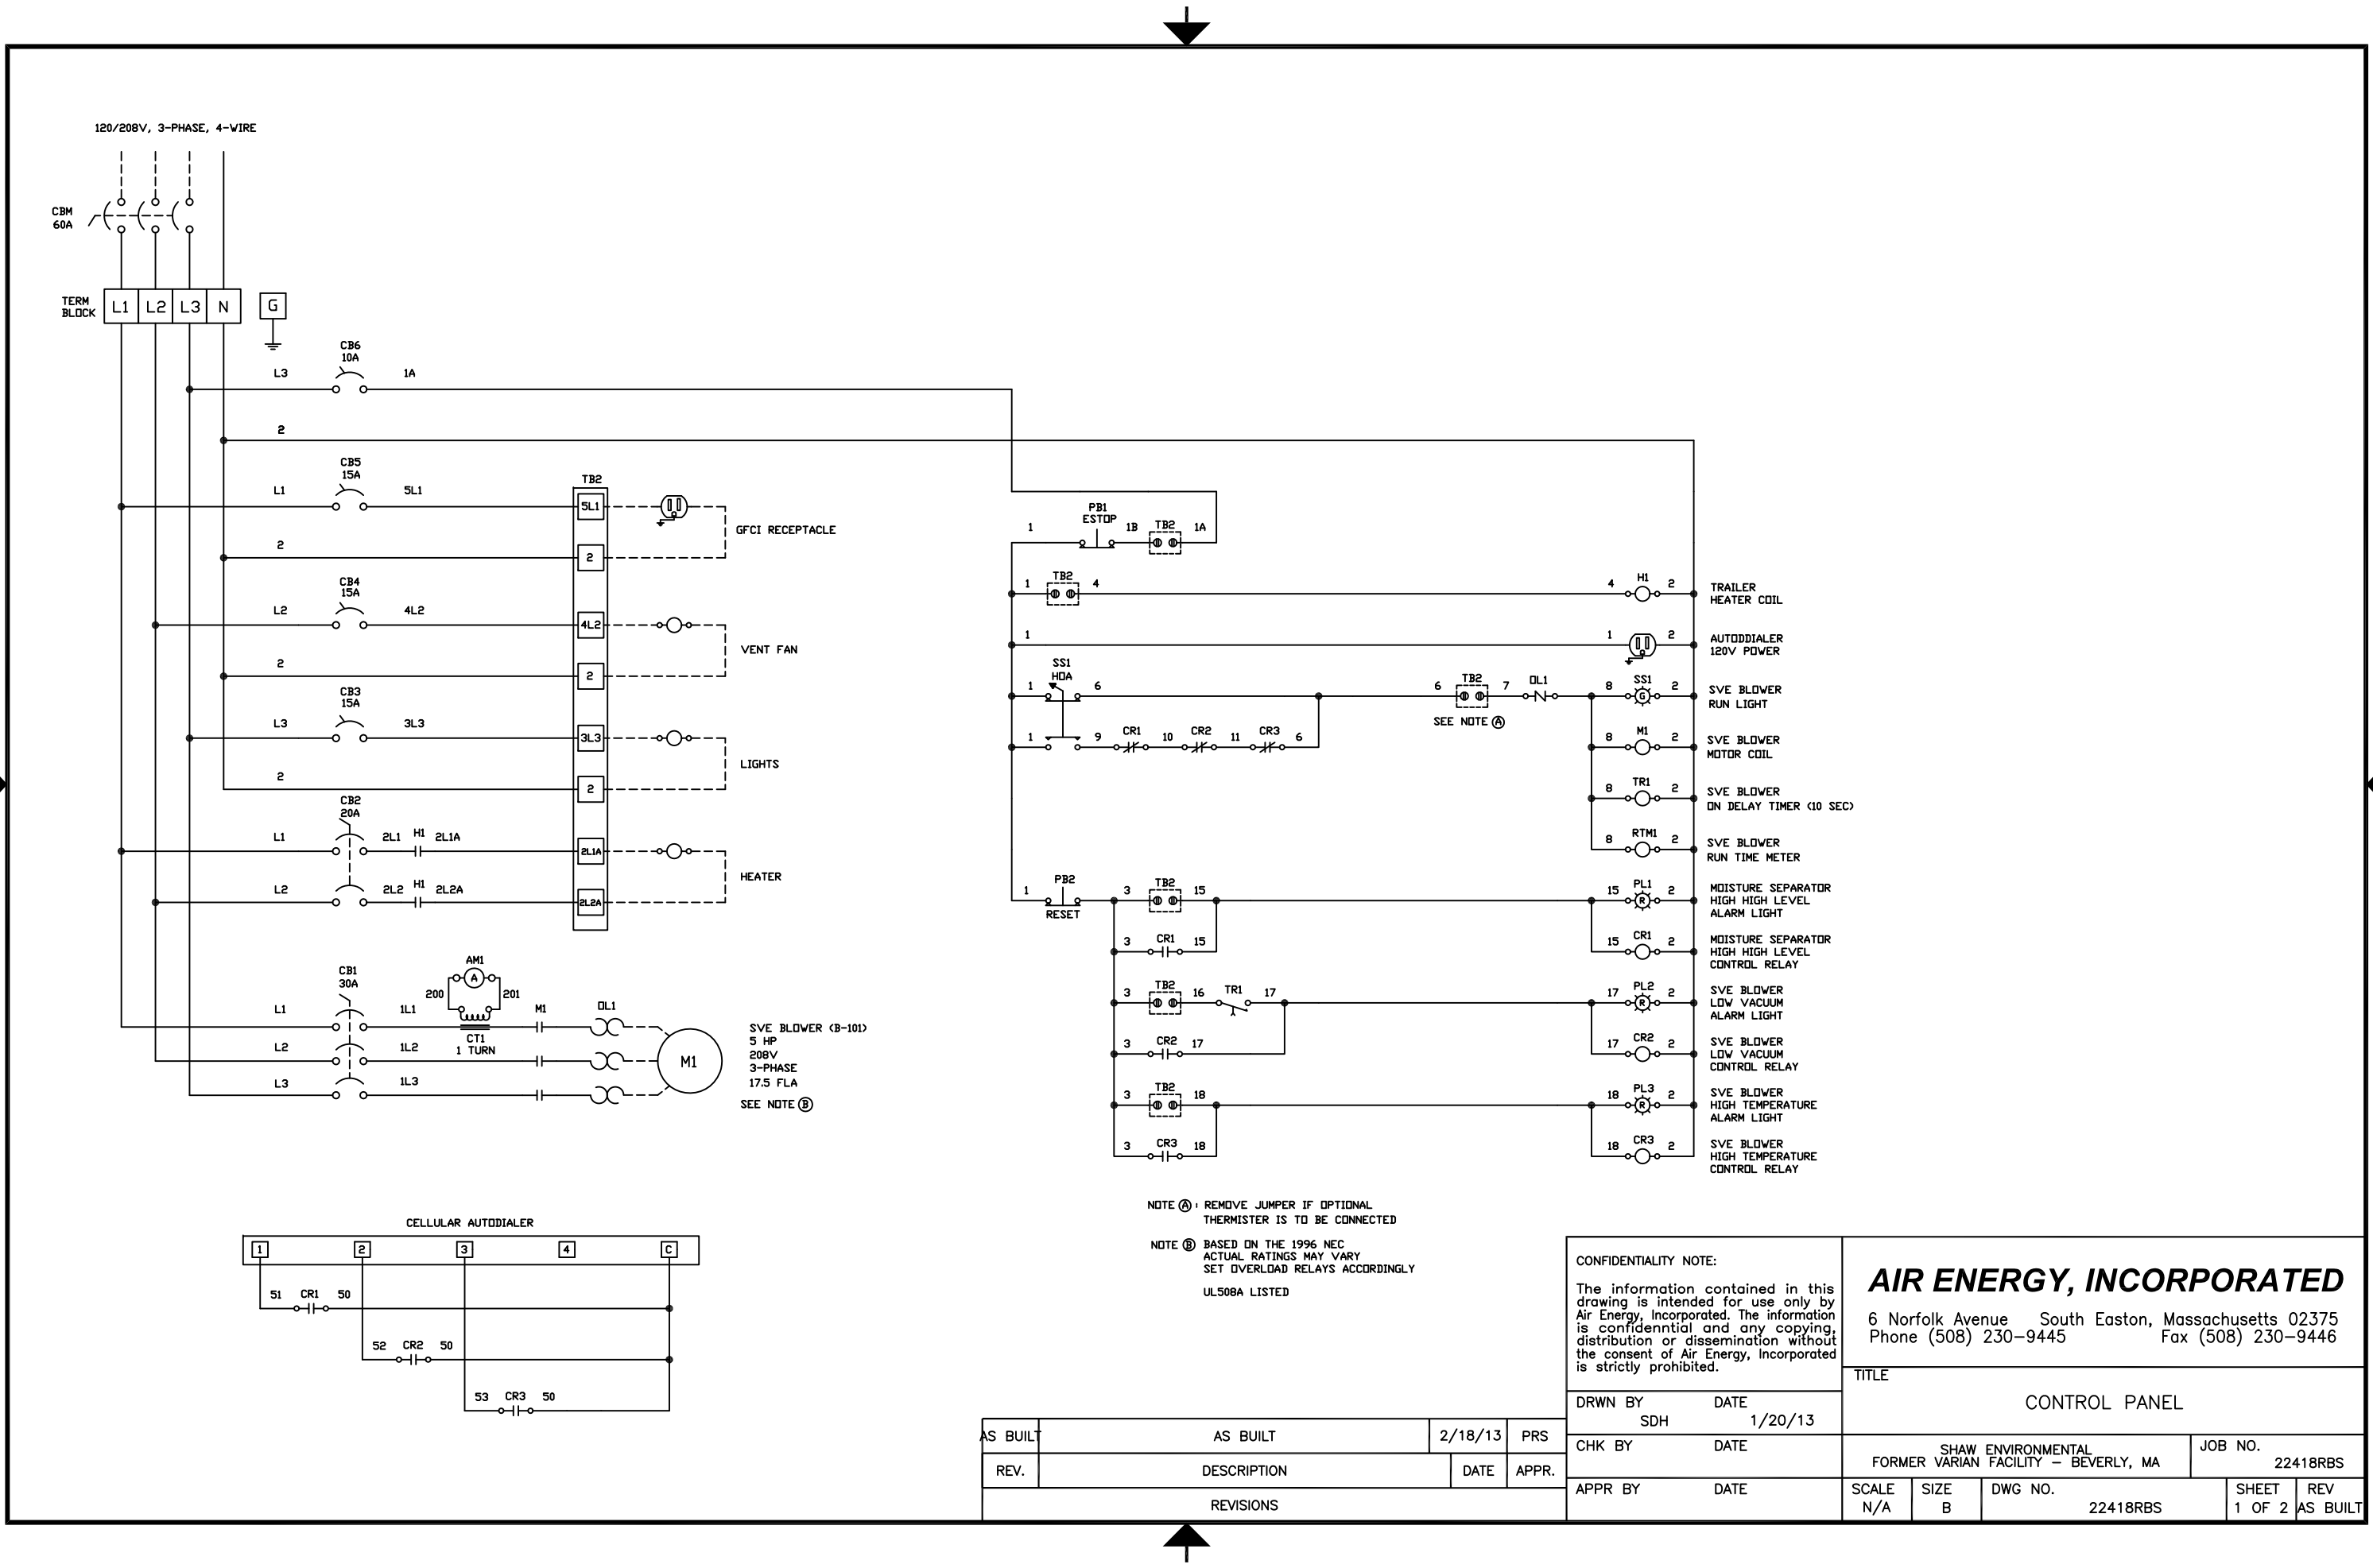 120/208V, 3-PHASE, 4-WIRE
CBM
60A
TERM
BLOCK
L1 L2 L3 N G
CB6
10A
L3 1A
2
CB5
15A
L1 5L1
TB2
5L1
GFCI RECEPTACLE
2
2
CB4
15A
L2 4L2
4L2
VENT FAN
2
2
CB3
15A
L3 3L3
3L3
LIGHTS
2
2
CB2
20A
L1 2L1 H1 2L1A
2L1A
HEATER
L2 2L2 H1 2L2A
2L2A
AM1
A
200 201
CB1
30A
L1 1L1 M1 OL1
CT1
1 TURN
L2 1L2
L3 1L3
M1
SVE BLOWER (B-101)
5 HP
208V
3-PHASE
17.5 FLA
SEE NOTE B
CELLULAR AUTODIALER
1 2 3 4 C
51 CR1 50
52 CR2 50
53 CR3 50
PB1
ESTOP
1 1B TB2 1A
1 TB2 4 4 H1 2
TRAILER
HEATER COIL
1 1 2
AUTODDIALER
120V POWER
SS1
HOA
1 6 6 TB2 7 OL1 8 SS1 2
G
SEE NOTE A
SVE BLOWER
RUN LIGHT
1 9 CR1 10 CR2 11 CR3 6 8 M1 2
SVE BLOWER
MOTOR COIL
8 TR1 2
SVE BLOWER
ON DELAY TIMER (10 SEC)
8 RTM1 2
SVE BLOWER
RUN TIME METER
1 PB2 3 TB2 15 15 PL1 2
RESET
R
MOISTURE SEPARATOR
HIGH HIGH LEVEL
ALARM LIGHT
3 CR1 15 15 CR1 2
MOISTURE SEPARATOR
HIGH HIGH LEVEL
CONTROL RELAY
3 TB2 16 TR1 17 17 PL2 2
R
SVE BLOWER
LOW VACUUM
ALARM LIGHT
3 CR2 17 17 CR2 2
SVE BLOWER
LOW VACUUM
CONTROL RELAY
3 TB2 18 18 PL3 2
R
SVE BLOWER
HIGH TEMPERATURE
ALARM LIGHT
3 CR3 18 18 CR3 2
SVE BLOWER
HIGH TEMPERATURE
CONTROL RELAY
NOTE A : REMOVE JUMPER IF OPTIONAL
THERMISTER IS TO BE CONNECTED
NOTE B BASED ON THE 1996 NEC
ACTUAL RATINGS MAY VARY
SET OVERLOAD RELAYS ACCORDINGLY
UL508A LISTED
CONFIDENTIALITY NOTE:
The information contained in this
drawing is intended for use only by
Air Energy, Incorporated. The information
is confidenntial and any copying,
distribution or dissemination without
the consent of Air Energy, Incorporated
is strictly prohibited.
DRWN BY DATE
SDH 1/20/13
CHK BY DATE
APPR BY DATE
AIR ENERGY, INCORPORATED
6 Norfolk Avenue South Easton, Massachusetts 02375
Phone (508) 230-9445 Fax (508) 230-9446
TITLE
CONTROL PANEL
SHAW ENVIRONMENTAL
FORMER VARIAN FACILITY - BEVERLY, MA
JOB NO.
22418RBS
SCALE SIZE DWG NO. SHEET REV
N/A B 22418RBS 1 OF 2 AS BUILT
AS BUILT AS BUILT 2/18/13 PRS
REV. DESCRIPTION DATE APPR.
REVISIONS